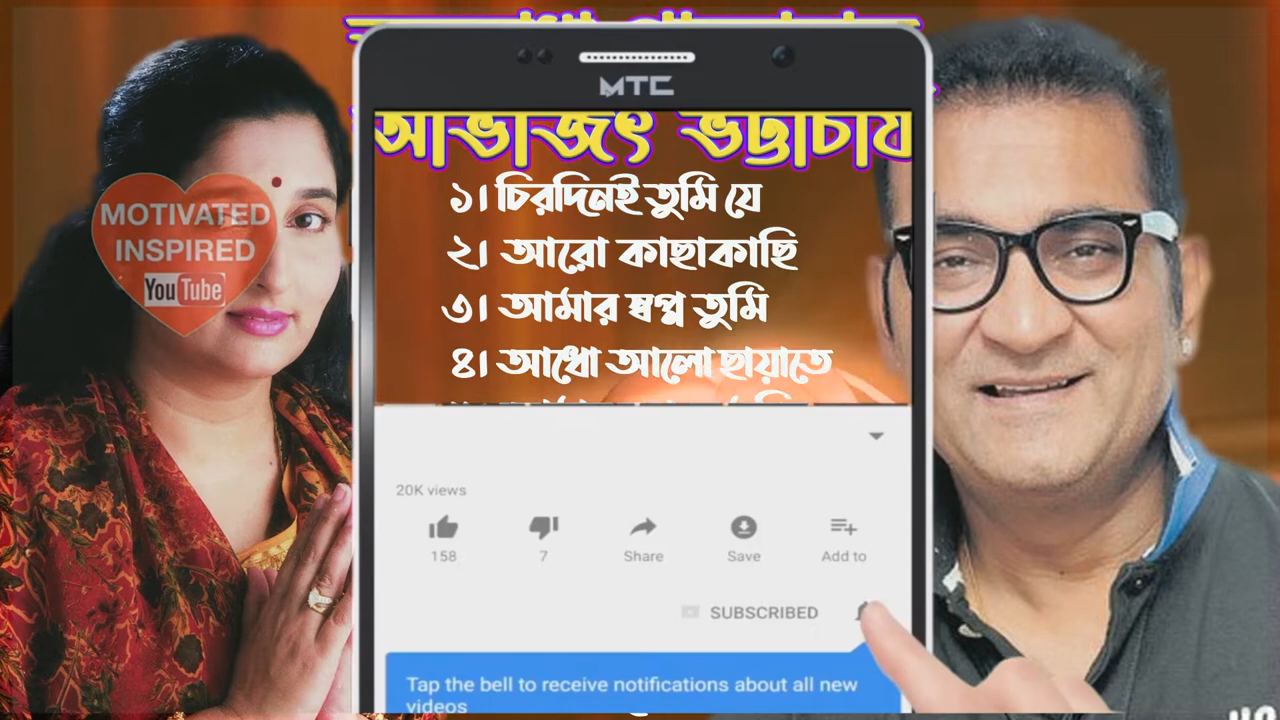 MTC
অভিজিৎ ভট্টাচার্য
MOTIVATED
INSPIRED
YouTube
১। চিরদিনই তুমি যে
২। আরো কাছাকাছি
৩। আমার স্বপ্ন তুমি
৪। আধো আলো ছায়াতে
20K views
158
7
Share
Save
Add to
SUBSCRIBED
Tap the bell to receive notifications about all new
videos